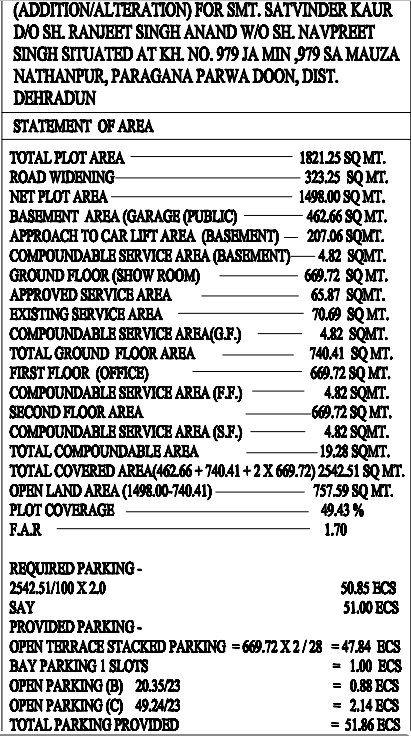 (ADDITION/ALTERATION) FOR SMT. SATVINDER KAUR
D/O SH. RANJEET SINGH ANAND W/O SH. NAVPREET
SINGH SITUATED AT KH. NO. 979 JA MIN ,979 SA MAUZA
NATHANPUR, PARAGANA PARWA DOON, DIST.
DEHRADUN
STATEMENT OF AREA
TOTAL PLOT AREA 1821.25 SQ MT.
ROAD WIDENING 323.25 SQ MT.
NET PLOT AREA 1498.00 SQ MT.
BASEMENT AREA (GARAGE (PUBLIC) 462.66 SQ MT.
APPROACH TO CAR LIFT AREA (BASEMENT) 207.06 SQMT.
COMPOUNDABLE SERVICE AREA (BASEMENT) 4.82 SQMT.
GROUND FLOOR (SHOW ROOM) 669.72 SQ MT.
APPROVED SERVICE AREA 65.87 SQMT.
EXISTING SERVICE AREA 70.69 SQ MT.
COMPOUNDABLE SERVICE AREA(G.F.) 4.82 SQMT.
TOTAL GROUND FLOOR AREA 740.41 SQ MT.
FIRST FLOOR (OFFICE) 669.72 SQ MT.
COMPOUNDABLE SERVICE AREA (F.F.) 4.82 SQMT.
SECOND FLOOR AREA 669.72 SQ MT.
COMPOUNDABLE SERVICE AREA (S.F.) 4.82 SQMT.
TOTAL COMPOUNDABLE AREA 19.28 SQMT.
TOTAL COVERED AREA(462.66 + 740.41 + 2 X 669.72) 2542.51 SQ MT.
OPEN LAND AREA (1498.00-740.41) 757.59 SQ MT.
PLOT COVERAGE 49.43 %
F.A.R 1.70
REQUIRED PARKING -
2542.51/100 X 2.0 50.85 ECS
SAY 51.00 ECS
PROVIDED PARKING -
OPEN TERRACE STACKED PARKING = 669.72 X 2 / 28 = 47.84 ECS
BAY PARKING 1 SLOTS = 1.00 ECS
OPEN PARKING (B) 20.35/23 = 0.88 ECS
OPEN PARKING (C) 49.24/23 = 2.14 ECS
TOTAL PARKING PROVIDED = 51.86 ECS